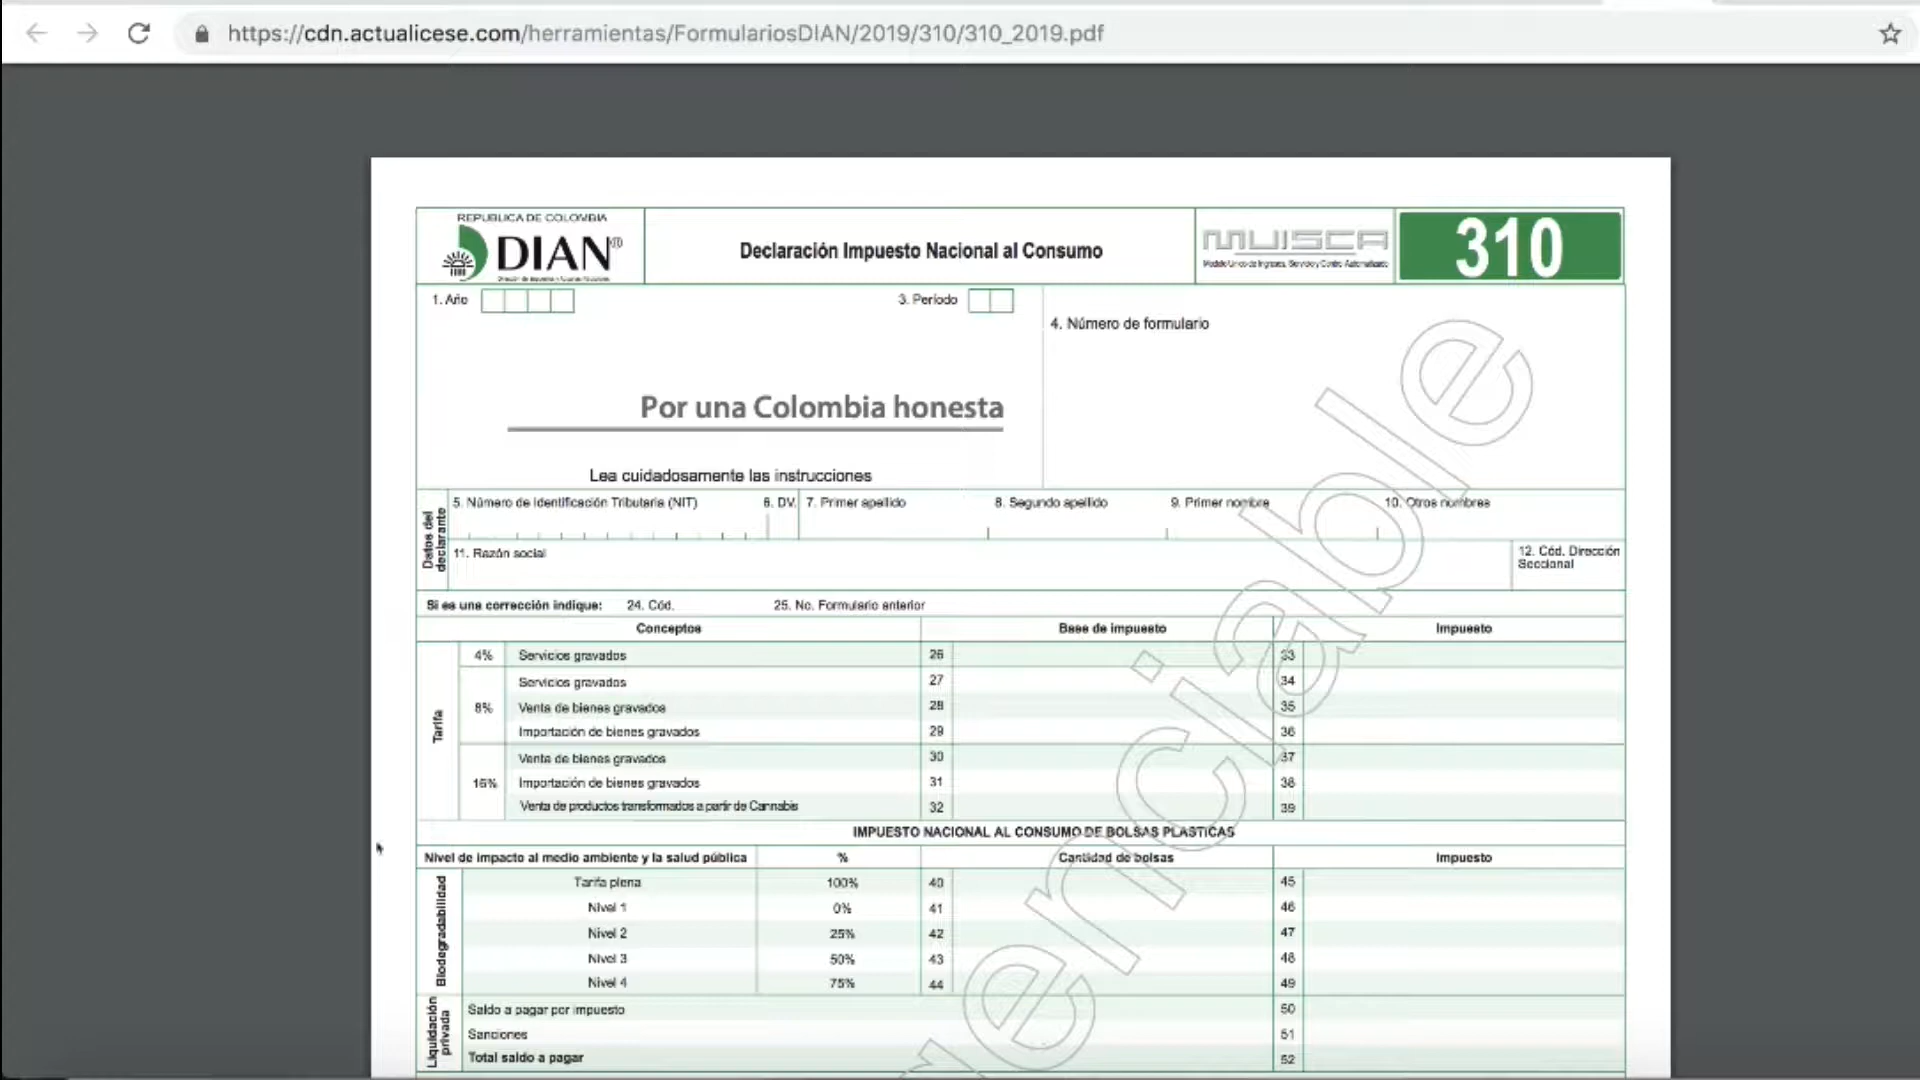 https://cdn.actualicese.com/herramientas/FormulariosDIAN/2019/310/310_2019.pdf
REPUBLICA DE COLOMBIA
DIAN®
Declaración Impuesto Nacional al Consumo
MUISCA
Modelo Unico de Ingresos, Servicio y Control Automatizado
310
1. Año
3. Período
4. Número de formulario
Por una Colombia honesta
Lea cuidadosamente las instrucciones
Datos del declarante
5. Número de Identificación Tributaria (NIT)
6. DV.
7. Primer apellido
8. Segundo apellido
9. Primer nombre
10. Otros nombres
11. Razón social
12. Cód. Dirección Seccional
Si es una corrección indique: 24. Cód. 25. No. Formulario anterior
Conceptos Base de impuesto Impuesto
Tarifa
4% Servicios gravados 26 33
Servicios gravados 27 34
8% Venta de bienes gravados 28 35
Importación de bienes gravados 29 36
Venta de bienes gravados 30 37
16% Importación de bienes gravados 31 38
Venta de productos transformados a partir de Cannabis 32 39
IMPUESTO NACIONAL AL CONSUMO DE BOLSAS PLASTICAS
Nivel de impacto al medio ambiente y la salud pública % Cantidad de bolsas Impuesto
Biodegradabilidad
Tarifa plena 100% 40 45
Nivel 1 0% 41 46
Nivel 2 25% 42 47
Nivel 3 50% 43 48
Nivel 4 75% 44 49
Liquidación privada
Saldo a pagar por impuesto 50
Sanciones 51
Total saldo a pagar 52
enciable